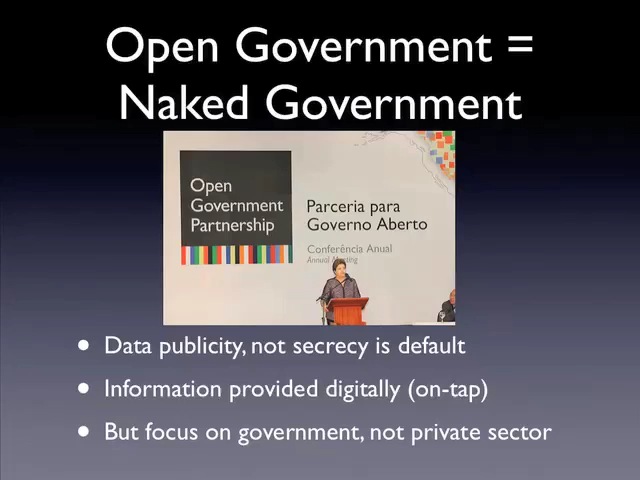 Open Government =
Naked Government
Open
Government
Partnership
Parceria para
Governo Aberto
Conferência Anual
Annual Meeting
• Data publicity, not secrecy is default
• Information provided digitally (on-tap)
• But focus on government, not private sector